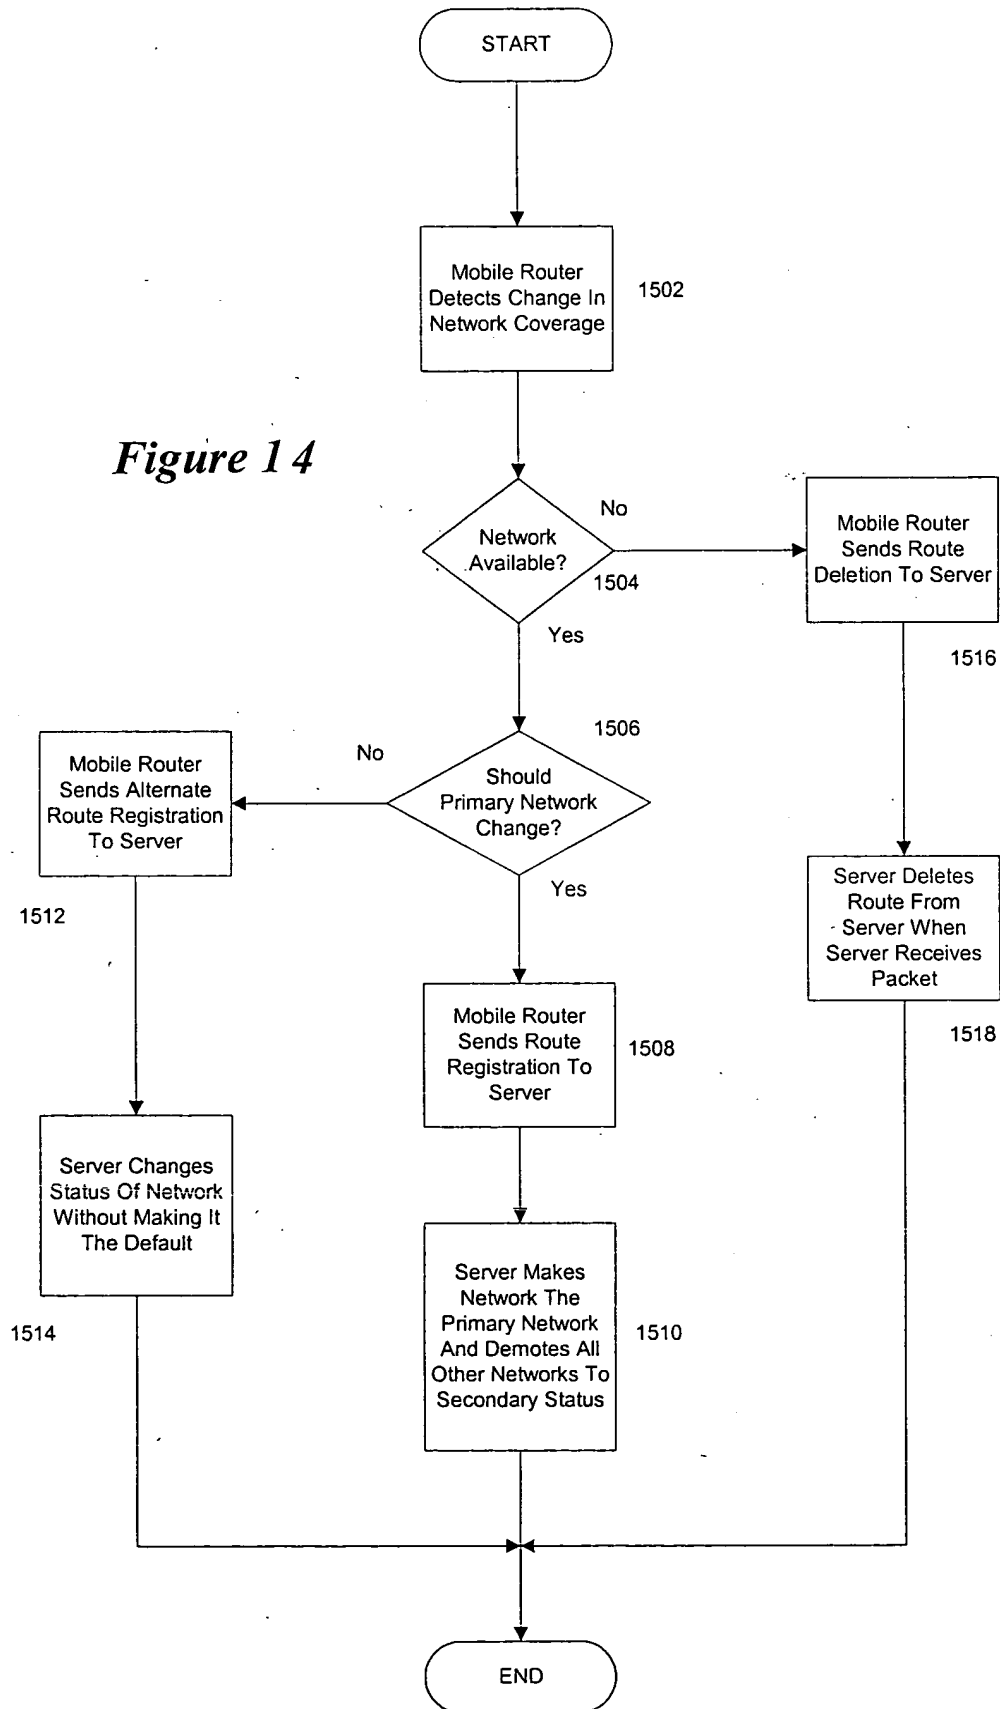 START
Mobile Router
Detects Change In
Network Coverage
1502
Figure 14
Network
Available?
No
1504
Yes
Mobile Router
Sends Route
Deletion To Server
1516
1506
Should
Primary Network
Change?
No
Yes
Mobile Router
Sends Alternate
Route Registration
To Server
1512
Server Deletes
Route From
Server When
Server Receives
Packet
1518
Mobile Router
Sends Route
Registration To
Server
1508
Server Changes
Status Of Network
Without Making It
The Default
1514
Server Makes
Network The
Primary Network
And Demotes All
Other Networks To
Secondary Status
1510
END